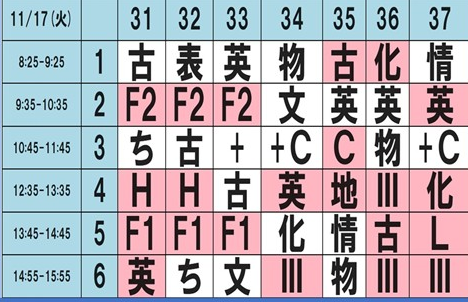 11/17(火) 31 32 33 34 35 36 37
8:25-9:25 1 古 表 英 物 古 化 情
9:35-10:35 2 F2 F2 F2 文 英 英 英
10:45-11:45 3 ち 古 + +C C 物 +C
12:35-13:35 4 H H 古 英 地 III 化
13:45-14:45 5 F1 F1 F1 化 情 古 L
14:55-15:55 6 英 ち 文 III 物 III III